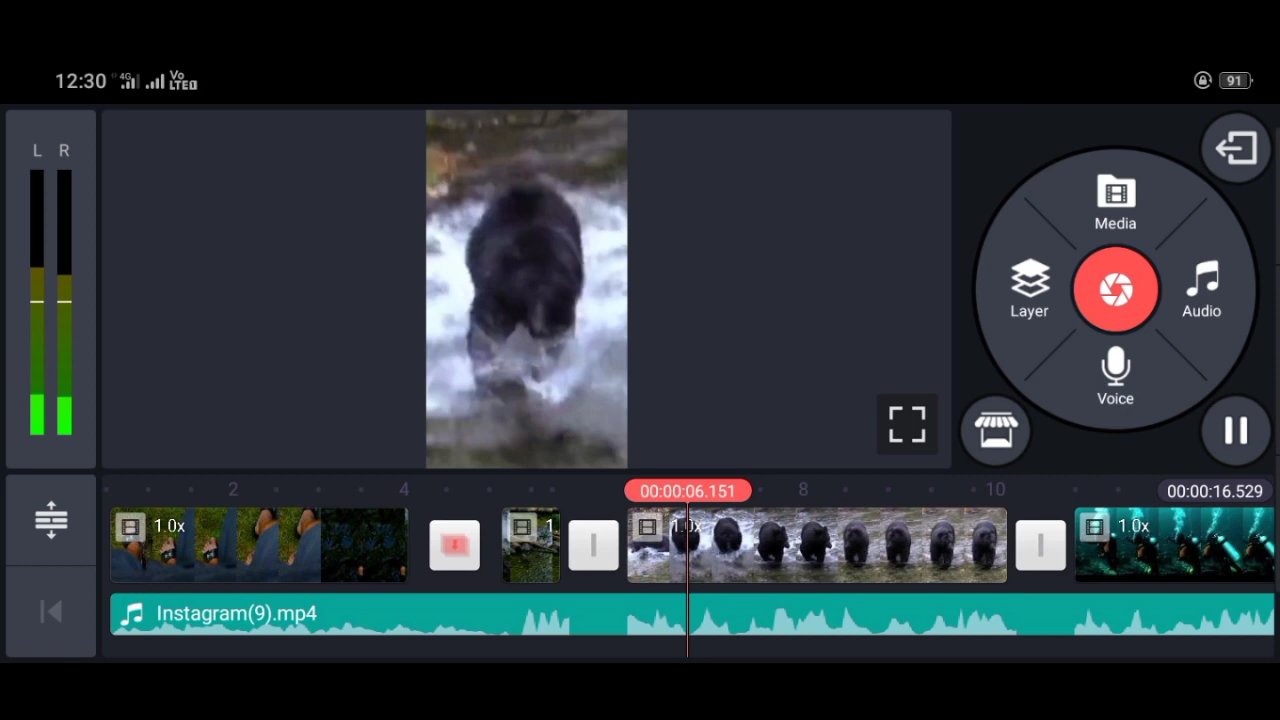 12:30 4G Vo LTE
91
L R
Media
Layer
Audio
Voice
2 4 00:00:06.151 8 10 00:00:16.529
1.0x 1 1.0x 1.0x
Instagram(9).mp4